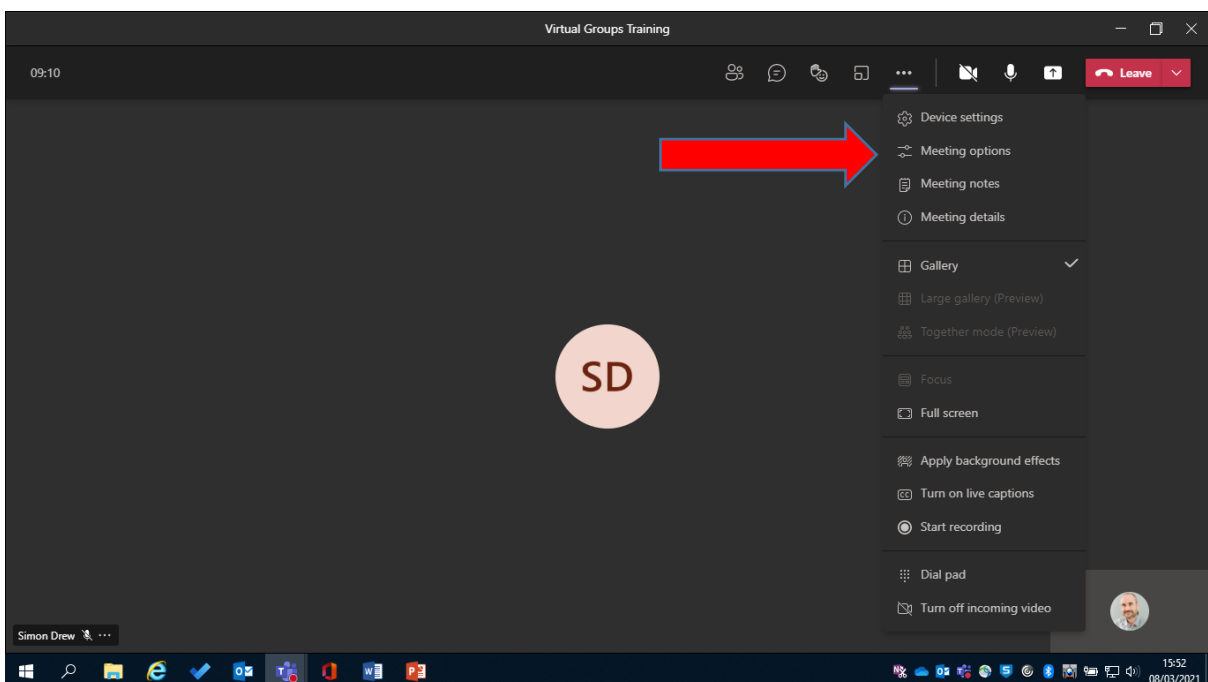 Virtual Groups Training
09:10
Leave
Device settings
Meeting options
Meeting notes
Meeting details
Gallery
Large gallery (Preview)
Together mode (Preview)
SD
Focus
Full screen
Apply background effects
CC Turn on live captions
Start recording
Dial pad
Turn off incoming video
Simon Drew
15:52
08/03/2021